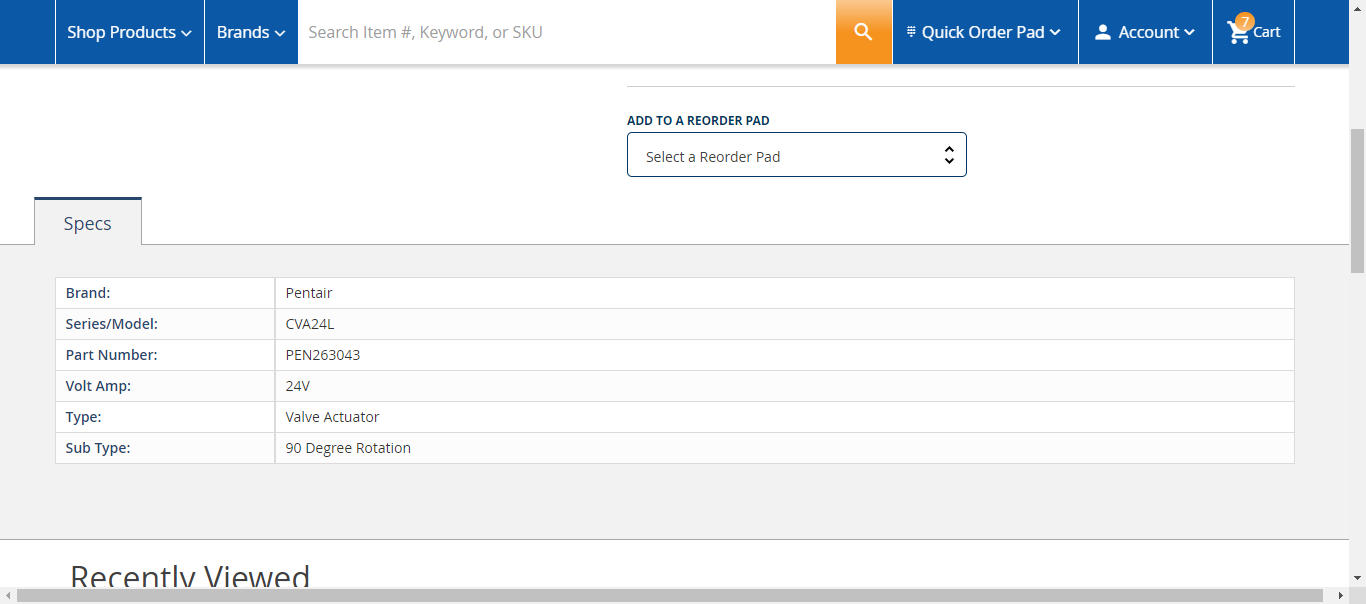 Shop Products Brands Search Item #, Keyword, or SKU Quick Order Pad Account 7 Cart
ADD TO A REORDER PAD
Select a Reorder Pad
Specs
Brand: Pentair
Series/Model: CVA24L
Part Number: PEN263043
Volt Amp: 24V
Type: Valve Actuator
Sub Type: 90 Degree Rotation
Recently Viewed